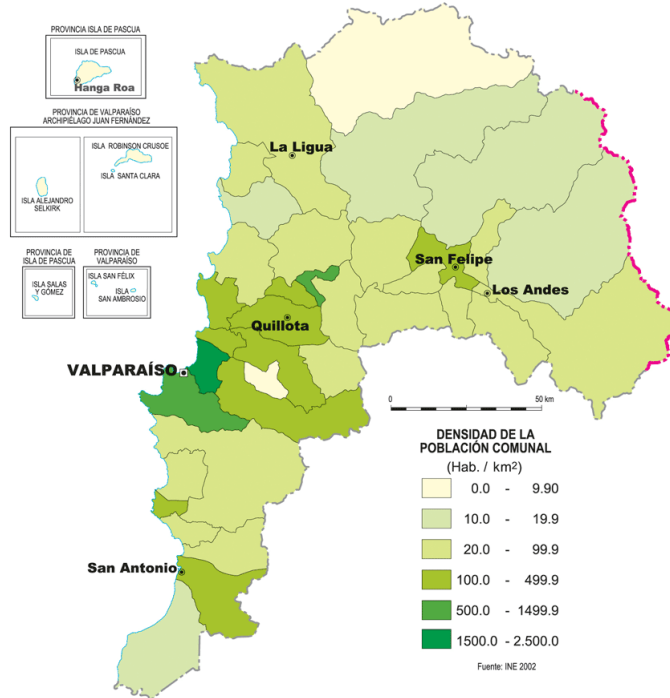 PROVINCIA ISLA DE PASCUA
ISLA DE PASCUA
Hanga Roa
PROVINCIA DE VALPARAÍSO
ARCHIPIÉLAGO JUAN FERNÁNDEZ
ISLA ROBINSON CRUSOE
ISLA SANTA CLARA
ISLA ALEJANDRO
SELKIRK
PROVINCIA DE
ISLA DE PASCUA
ISLA SALAS
Y GÓMEZ
PROVINCIA DE
VALPARAÍSO
ISLA SAN FÉLIX
ISLA
SAN AMBROSIO
La Ligua
San Felipe
Los Andes
Quillota
VALPARAÍSO
San Antonio
0 50 km
DENSIDAD DE LA
POBLACIÓN COMUNAL
(Hab. / km2)
0.0 - 9.90
10.0 - 19.9
20.0 - 99.9
100.0 - 499.9
500.0 - 1499.9
1500.0 - 2.500.0
Fuente: INE 2002